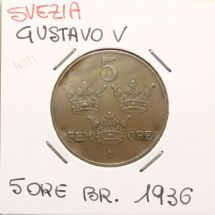 SVEZIA
GUSTAVO V
5
FEM ÖRE
5 ORE BR. 1936